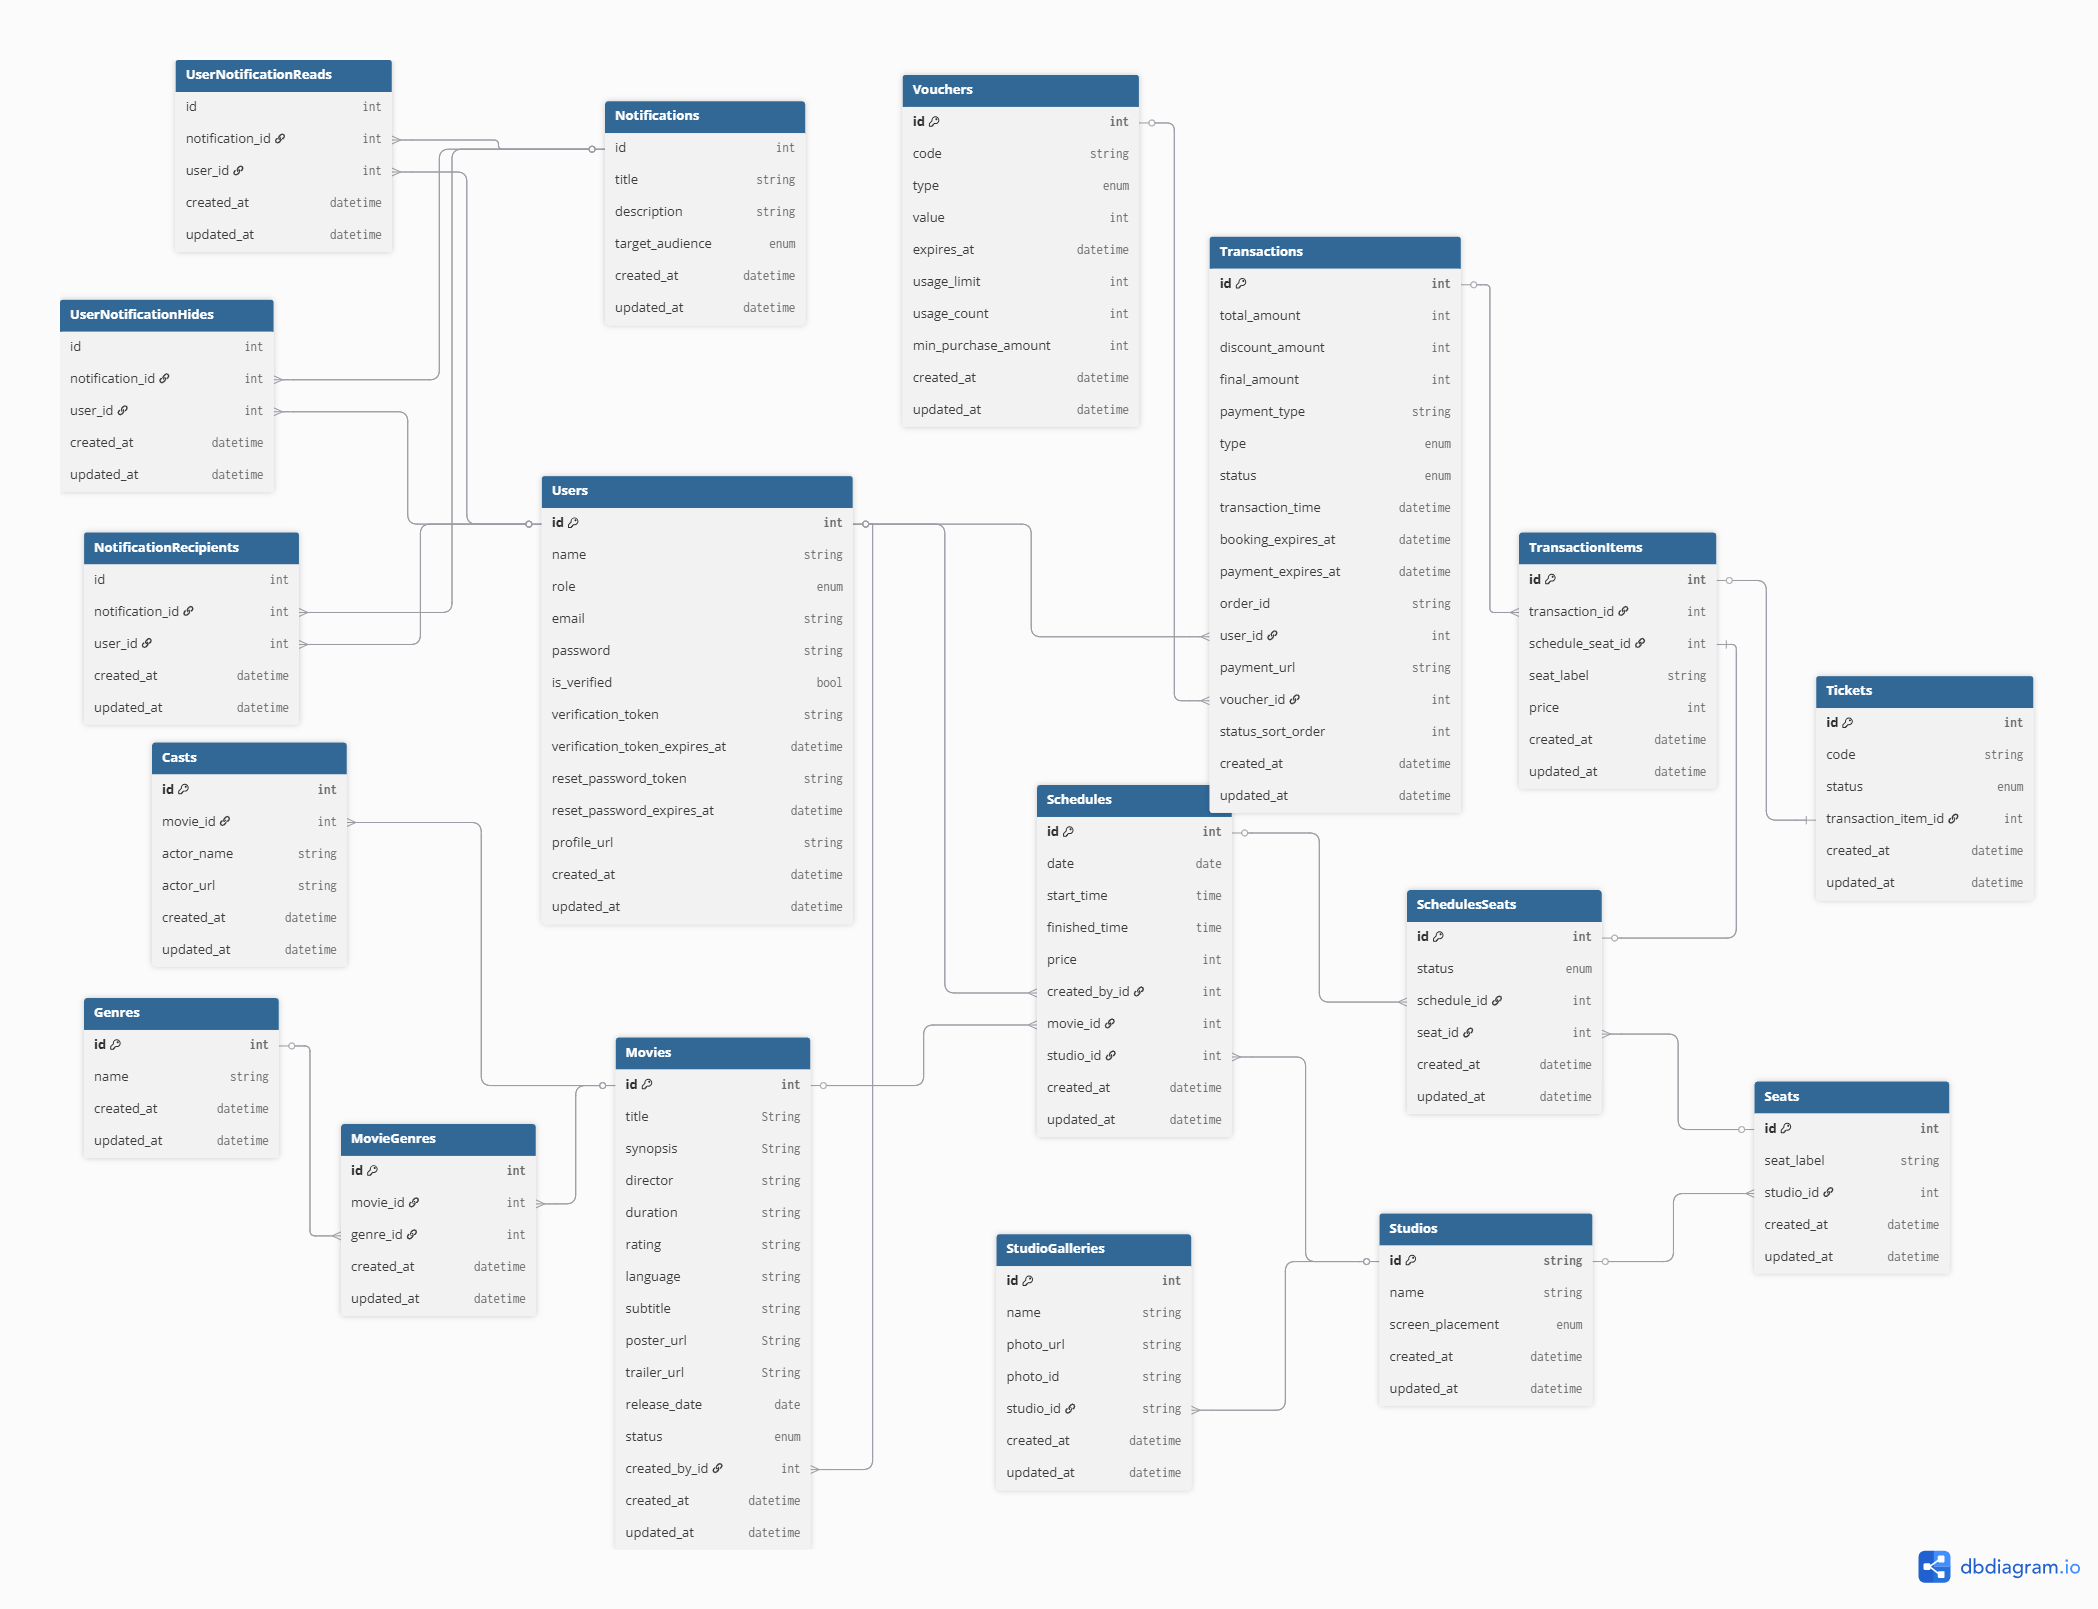 UserNotificationReads
id int
notification_id int
user_id int
created_at datetime
updated_at datetime
Notifications
id int
title string
description string
target_audience enum
created_at datetime
updated_at datetime
Vouchers
id int
code string
type enum
value int
expires_at datetime
usage_limit int
usage_count int
min_purchase_amount int
created_at datetime
updated_at datetime
Transactions
id int
total_amount int
discount_amount int
final_amount int
payment_type string
type enum
status enum
transaction_time datetime
booking_expires_at datetime
payment_expires_at datetime
order_id string
user_id int
payment_url string
voucher_id int
status_sort_order int
created_at datetime
updated_at datetime
UserNotificationHides
id int
notification_id int
user_id int
created_at datetime
updated_at datetime
Users
id int
name string
role enum
email string
password string
is_verified bool
verification_token string
verification_token_expires_at datetime
reset_password_token string
reset_password_expires_at datetime
profile_url string
created_at datetime
updated_at datetime
NotificationRecipients
id int
notification_id int
user_id int
created_at datetime
updated_at datetime
TransactionItems
id int
transaction_id int
schedule_seat_id int
seat_label string
price int
created_at datetime
updated_at datetime
Tickets
id int
code string
status enum
transaction_item_id int
created_at datetime
updated_at datetime
Casts
id int
movie_id int
actor_name string
actor_url string
created_at datetime
updated_at datetime
Schedules
id int
date date
start_time time
finished_time time
price int
created_by_id int
movie_id int
studio_id int
created_at datetime
updated_at datetime
SchedulesSeats
id int
status enum
schedule_id int
seat_id int
created_at datetime
updated_at datetime
Genres
id int
name string
created_at datetime
updated_at datetime
MovieGenres
id int
movie_id int
genre_id int
created_at datetime
updated_at datetime
Movies
id int
title String
synopsis String
director string
duration string
rating string
language string
subtitle string
poster_url String
trailer_url String
release_date date
status enum
created_by_id int
created_at datetime
updated_at datetime
Seats
id int
seat_label string
studio_id int
created_at datetime
updated_at datetime
StudioGalleries
id int
name string
photo_url string
photo_id string
studio_id string
created_at datetime
updated_at datetime
Studios
id string
name string
screen_placement enum
created_at datetime
updated_at datetime
dbdiagram.io